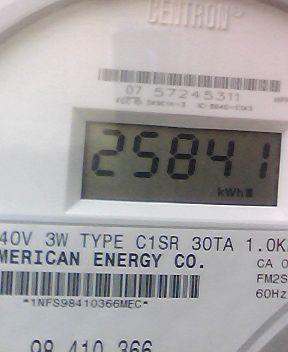 CENTRON
07 57245311
25841
kWh
40V 3W TYPE C1SR 30TA 1.0K
MERICAN ENERGY CO.
CA 0
FM2S
60Hz
*1NFS98410366MEC*
98 410 366